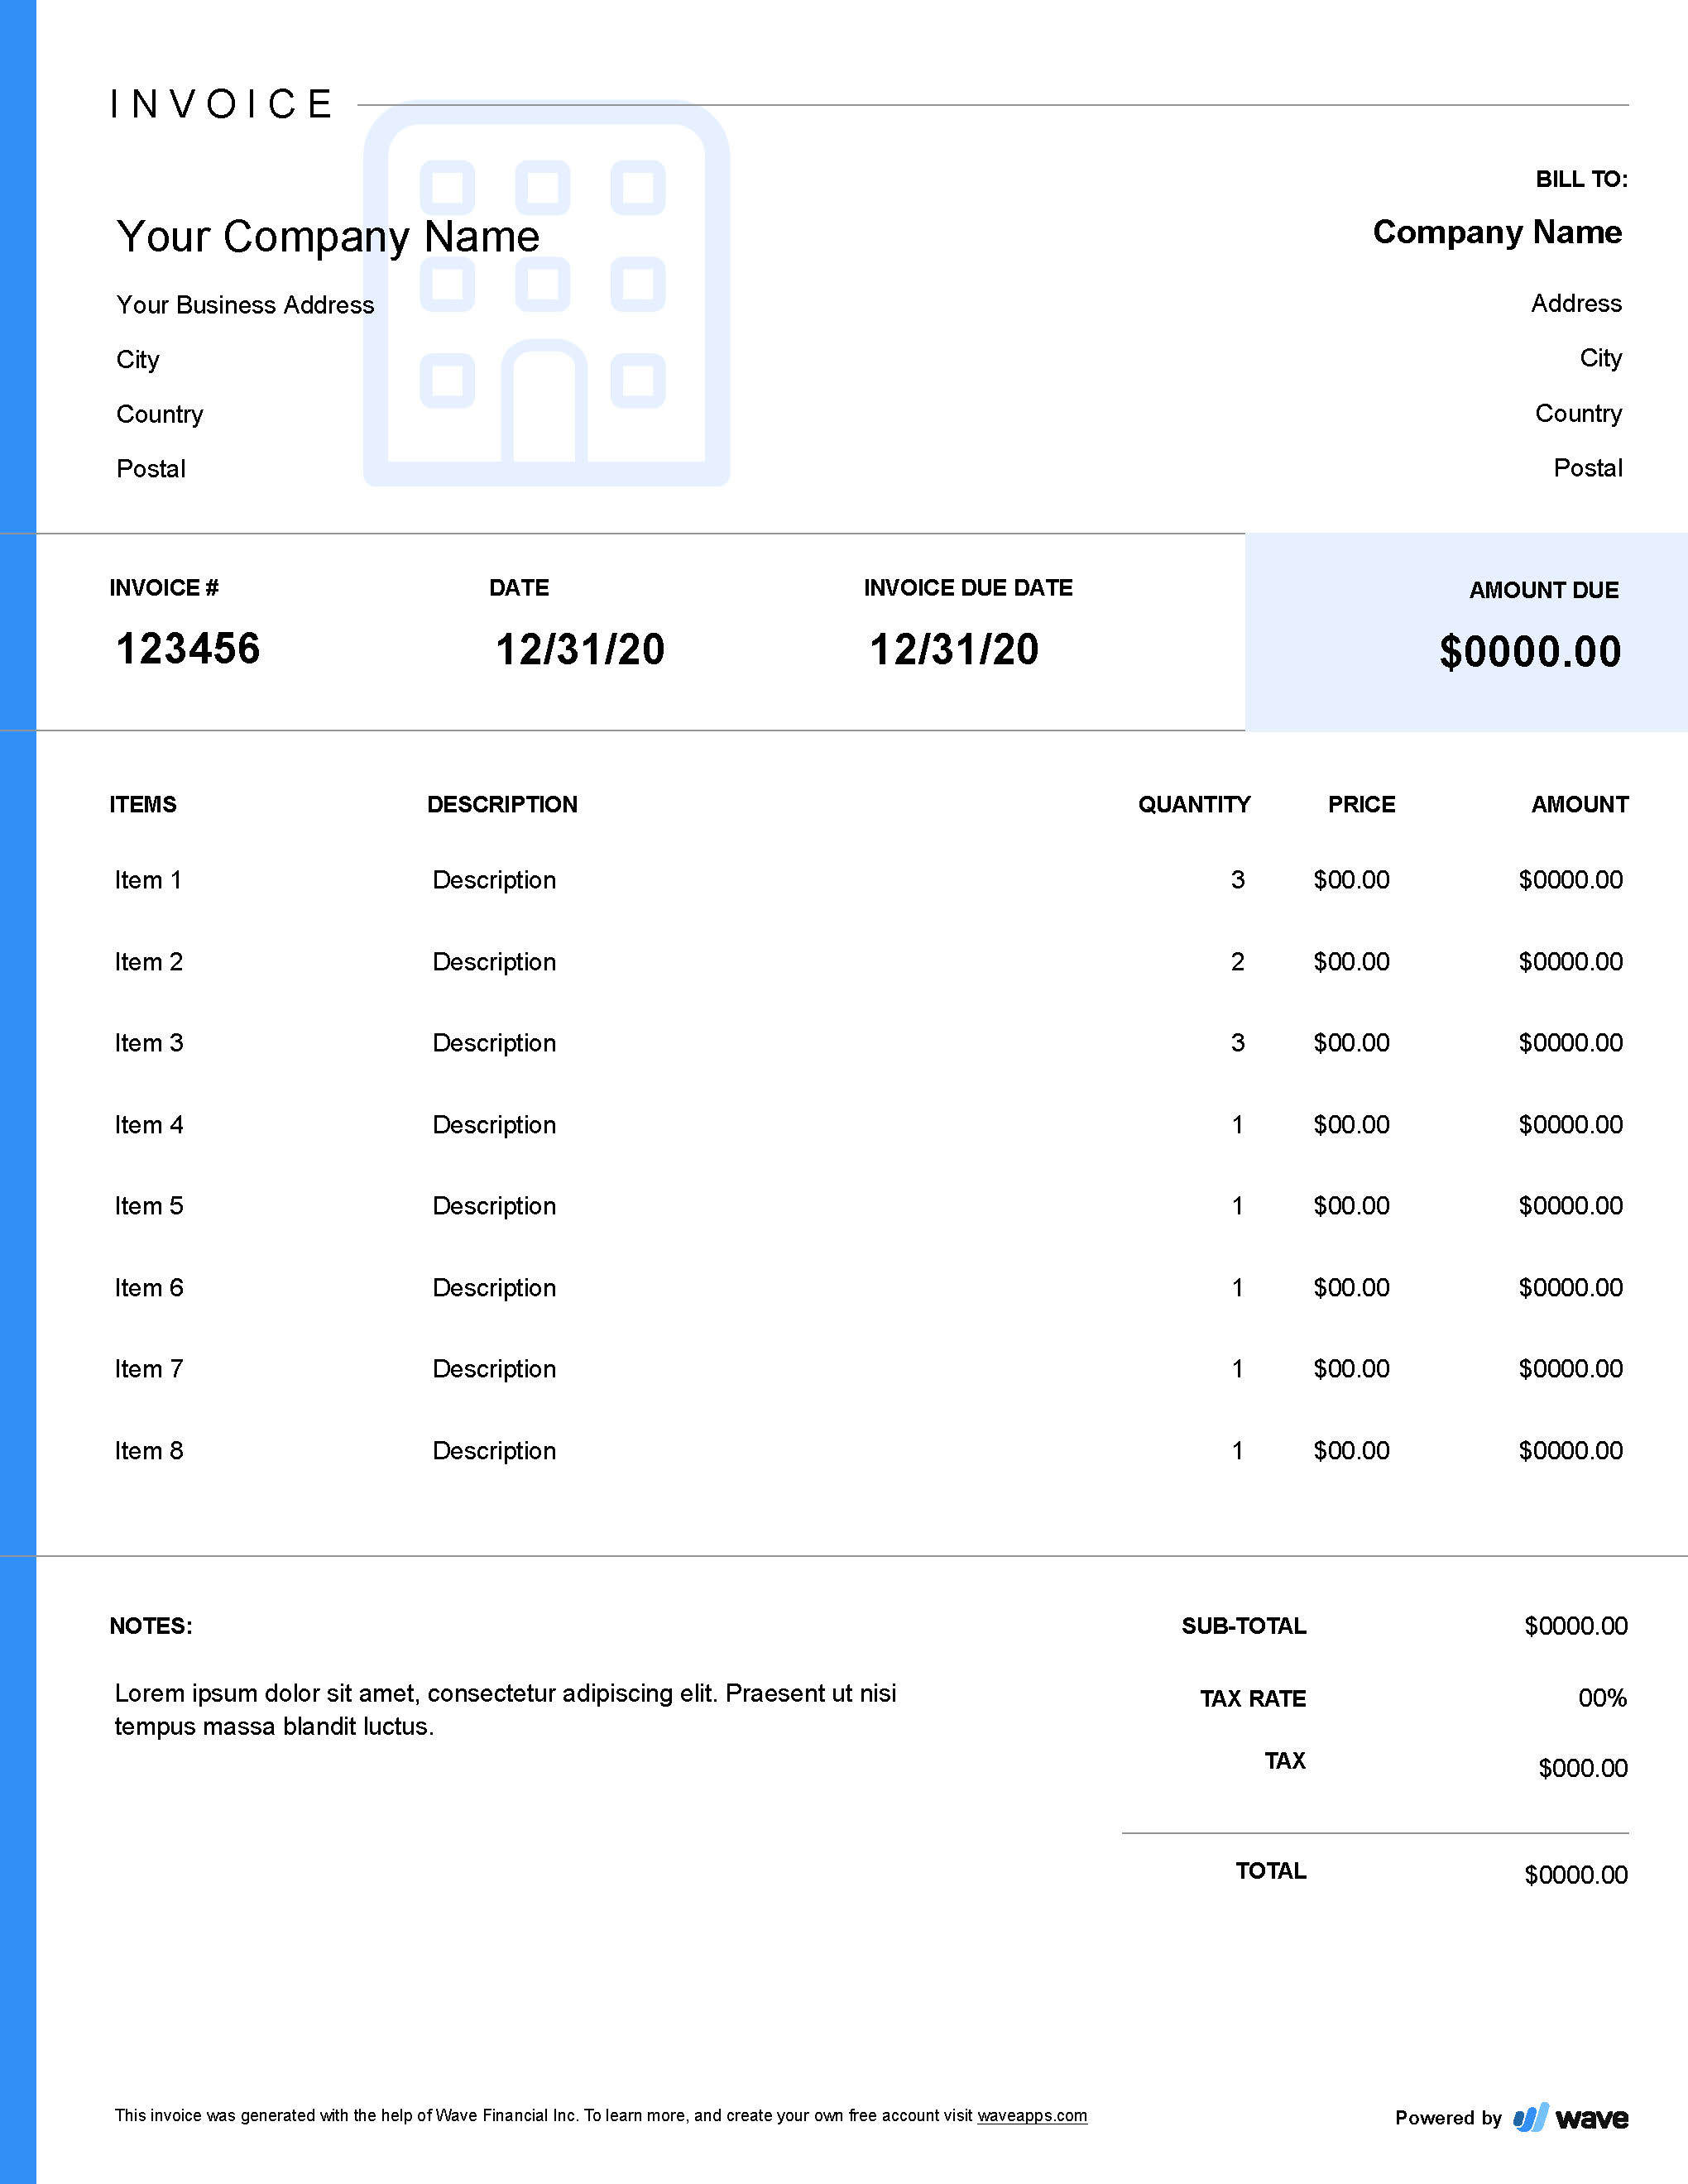 INVOICE
BILL TO:
Your Company Name
Company Name
Your Business Address
Address
City
City
Country
Country
Postal
Postal
INVOICE # DATE INVOICE DUE DATE AMOUNT DUE
123456 12/31/20 12/31/20 $0000.00
ITEMS DESCRIPTION QUANTITY PRICE AMOUNT
Item 1 Description 3 $00.00 $0000.00
Item 2 Description 2 $00.00 $0000.00
Item 3 Description 3 $00.00 $0000.00
Item 4 Description 1 $00.00 $0000.00
Item 5 Description 1 $00.00 $0000.00
Item 6 Description 1 $00.00 $0000.00
Item 7 Description 1 $00.00 $0000.00
Item 8 Description 1 $00.00 $0000.00
NOTES:
Lorem ipsum dolor sit amet, consectetur adipiscing elit. Praesent ut nisi
tempus massa blandit luctus.
SUB-TOTAL $0000.00
TAX RATE 00%
TAX $000.00
TOTAL $0000.00
This invoice was generated with the help of Wave Financial Inc. To learn more, and create your own free account visit waveapps.com
Powered by wave